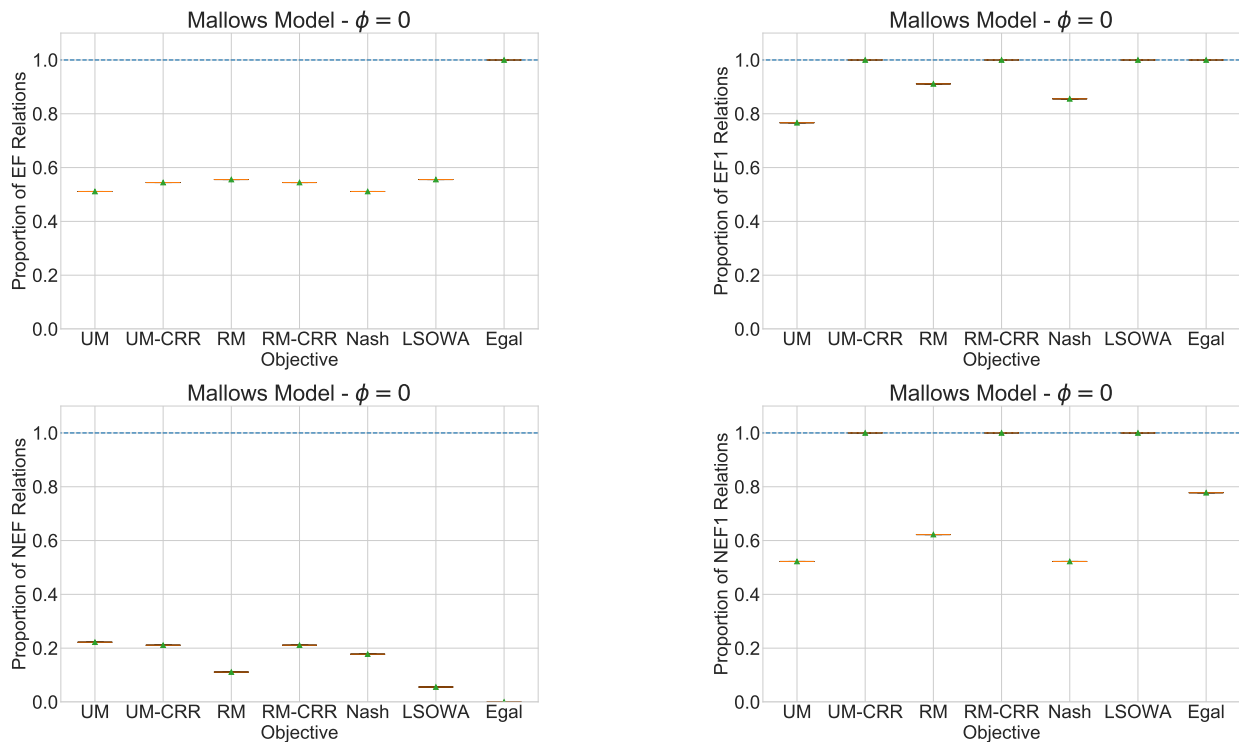 Mallows Model - ϕ = 0
Proportion of EF Relations
1.0
0.8
0.6
0.4
0.2
0.0
UM UM-CRR RM RM-CRR Nash LSOWA Egal
Objective
Mallows Model - ϕ = 0
Proportion of EF1 Relations
1.0
0.8
0.6
0.4
0.2
0.0
UM UM-CRR RM RM-CRR Nash LSOWA Egal
Objective
Mallows Model - ϕ = 0
Proportion of NEF Relations
1.0
0.8
0.6
0.4
0.2
0.0
UM UM-CRR RM RM-CRR Nash LSOWA Egal
Objective
Mallows Model - ϕ = 0
Proportion of NEF1 Relations
1.0
0.8
0.6
0.4
0.2
0.0
UM UM-CRR RM RM-CRR Nash LSOWA Egal
Objective